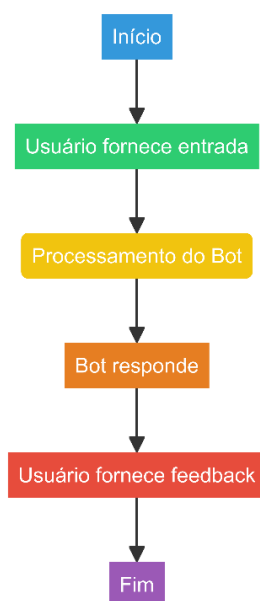 Início
Usuário fornece entrada
Processamento do Bot
Bot responde
Usuário fornece feedback
Fim